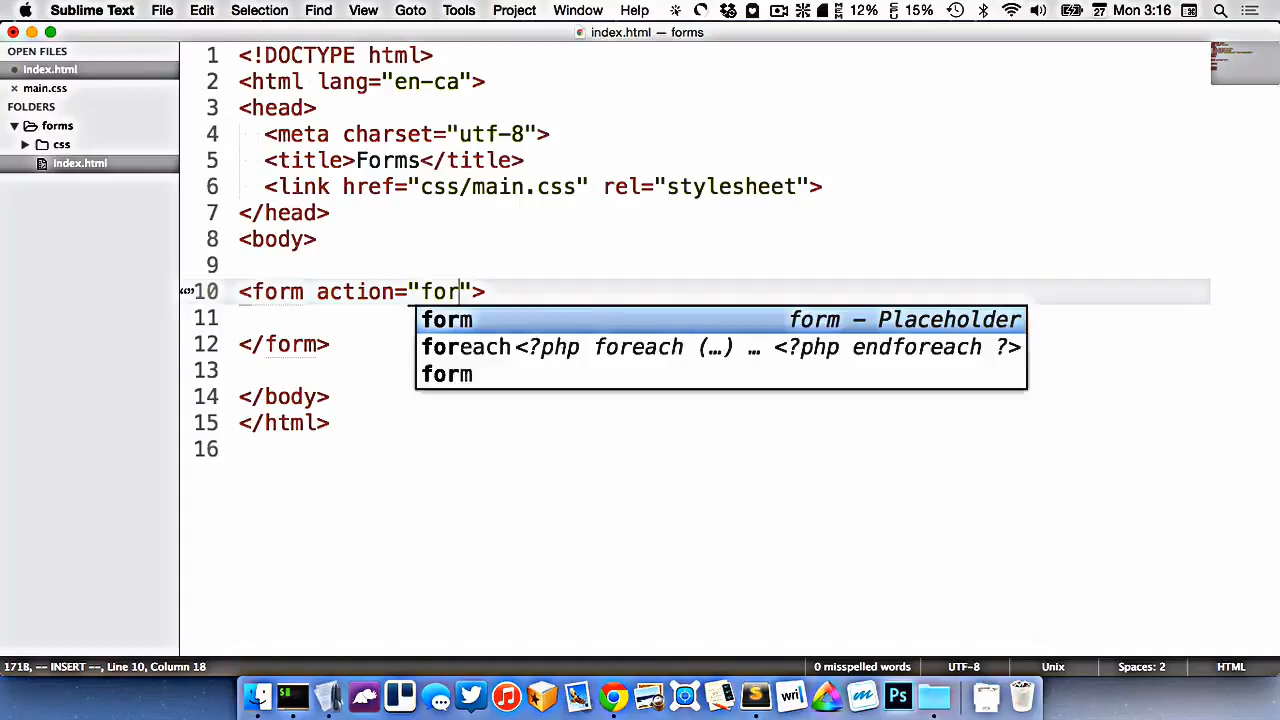 Sublime Text File Edit Selection Find View Goto Tools Project Window Help 12% 15% 27 Mon 3:16
index.html — forms
OPEN FILES
index.html
× main.css
FOLDERS
forms
css
index.html
1 <!DOCTYPE html>
2 <html lang="en-ca">
3 <head>
4 <meta charset="utf-8">
5 <title>Forms</title>
6 <link href="css/main.css" rel="stylesheet">
7 </head>
8 <body>
9
10 <form action="for">
11
12 </form>
13
14 </body>
15 </html>
16
form form – Placeholder
foreach <?php foreach (…) … <?php endforeach ?>
form
171B, -- INSERT --, Line 10, Column 18 0 misspelled words UTF-8 Unix Spaces: 2 HTML
wri Ps